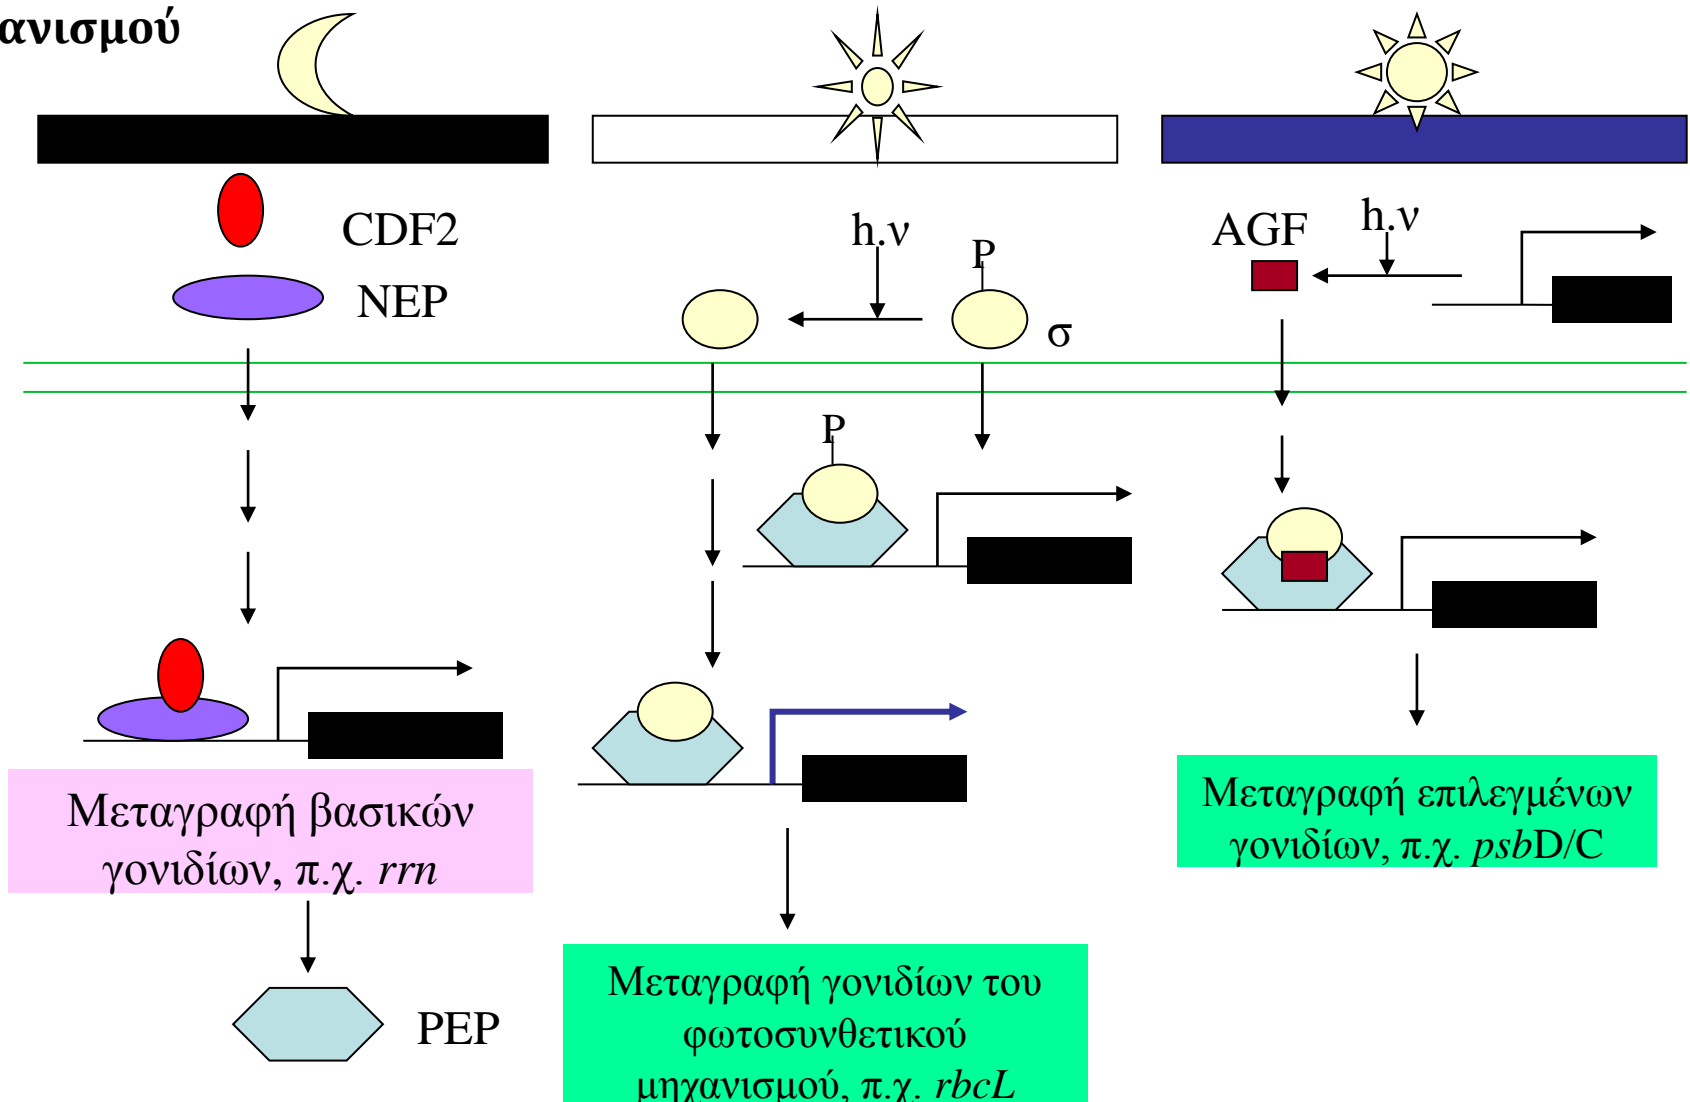 ανισμού
CDF2
NEP
h.ν
P
σ
AGF
h.ν
P
Μεταγραφή βασικών
γονιδίων, π.χ. rrn
PEP
Μεταγραφή γονιδίων του
φωτοσυνθετικού
μηχανισμού, π.χ. rbcL
Μεταγραφή επιλεγμένων
γονιδίων, π.χ. psbD/C